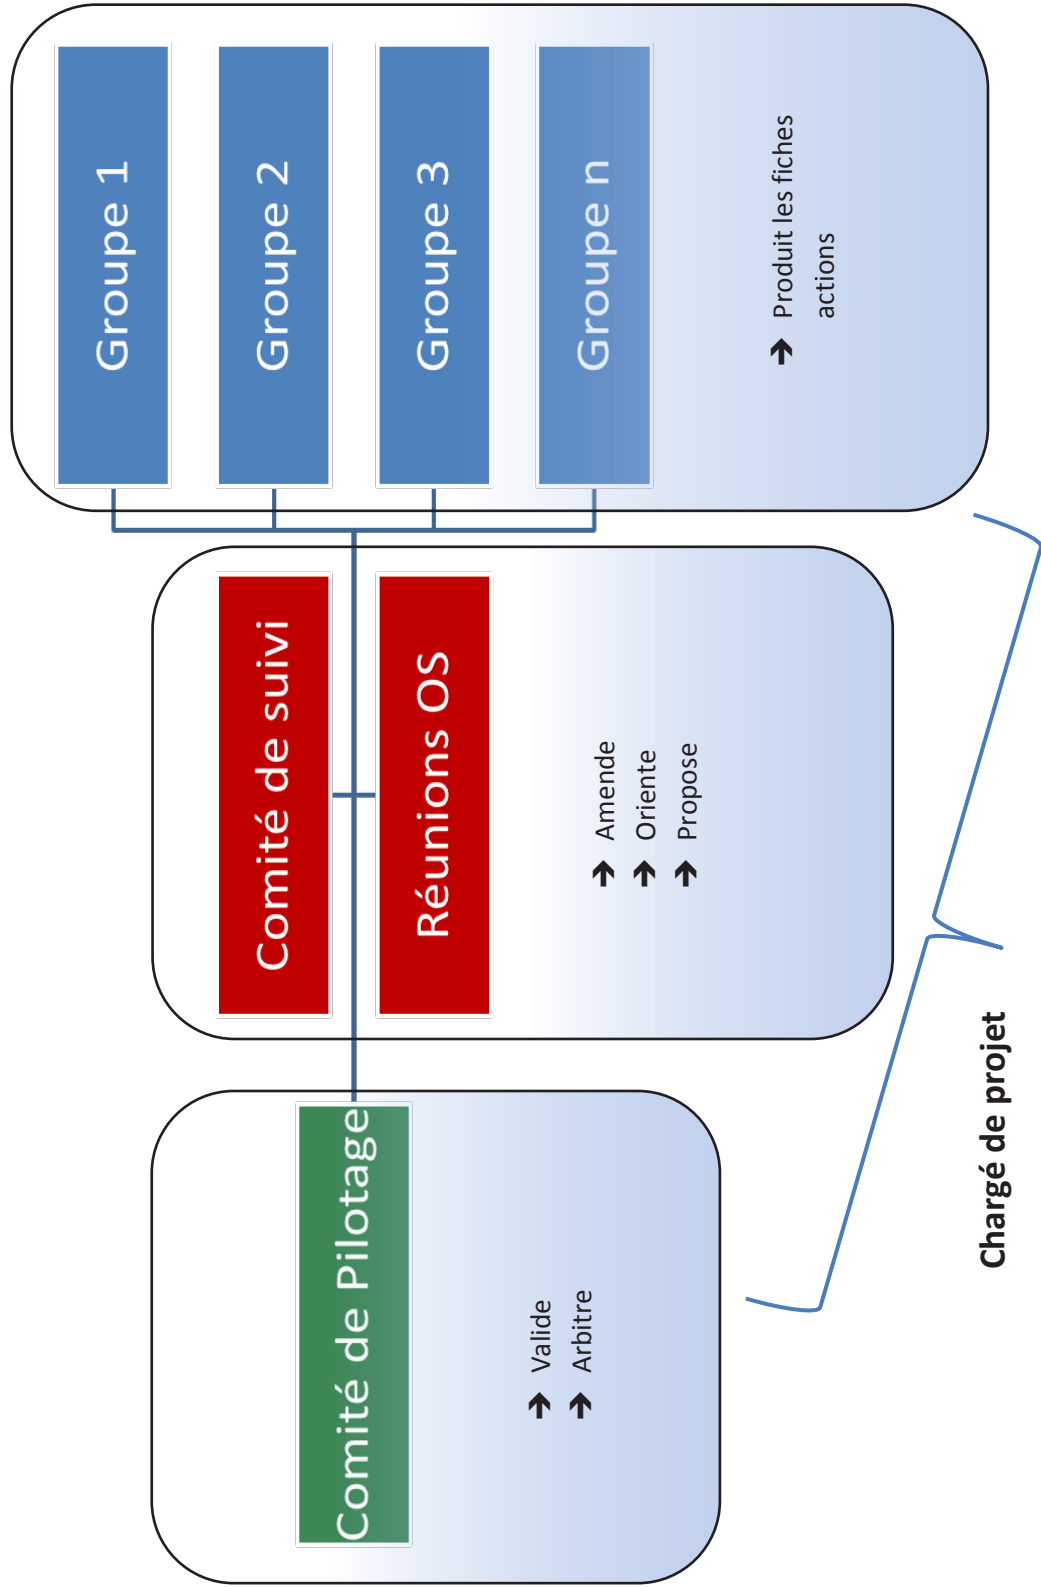 Comité de Pilotage
➔ Valide
➔ Arbitre
Comité de suivi
Réunions OS
➔ Amende
➔ Oriente
➔ Propose
Groupe 1
Groupe 2
Groupe 3
Groupe n
➔ Produit les fiches
actions
Chargé de projet